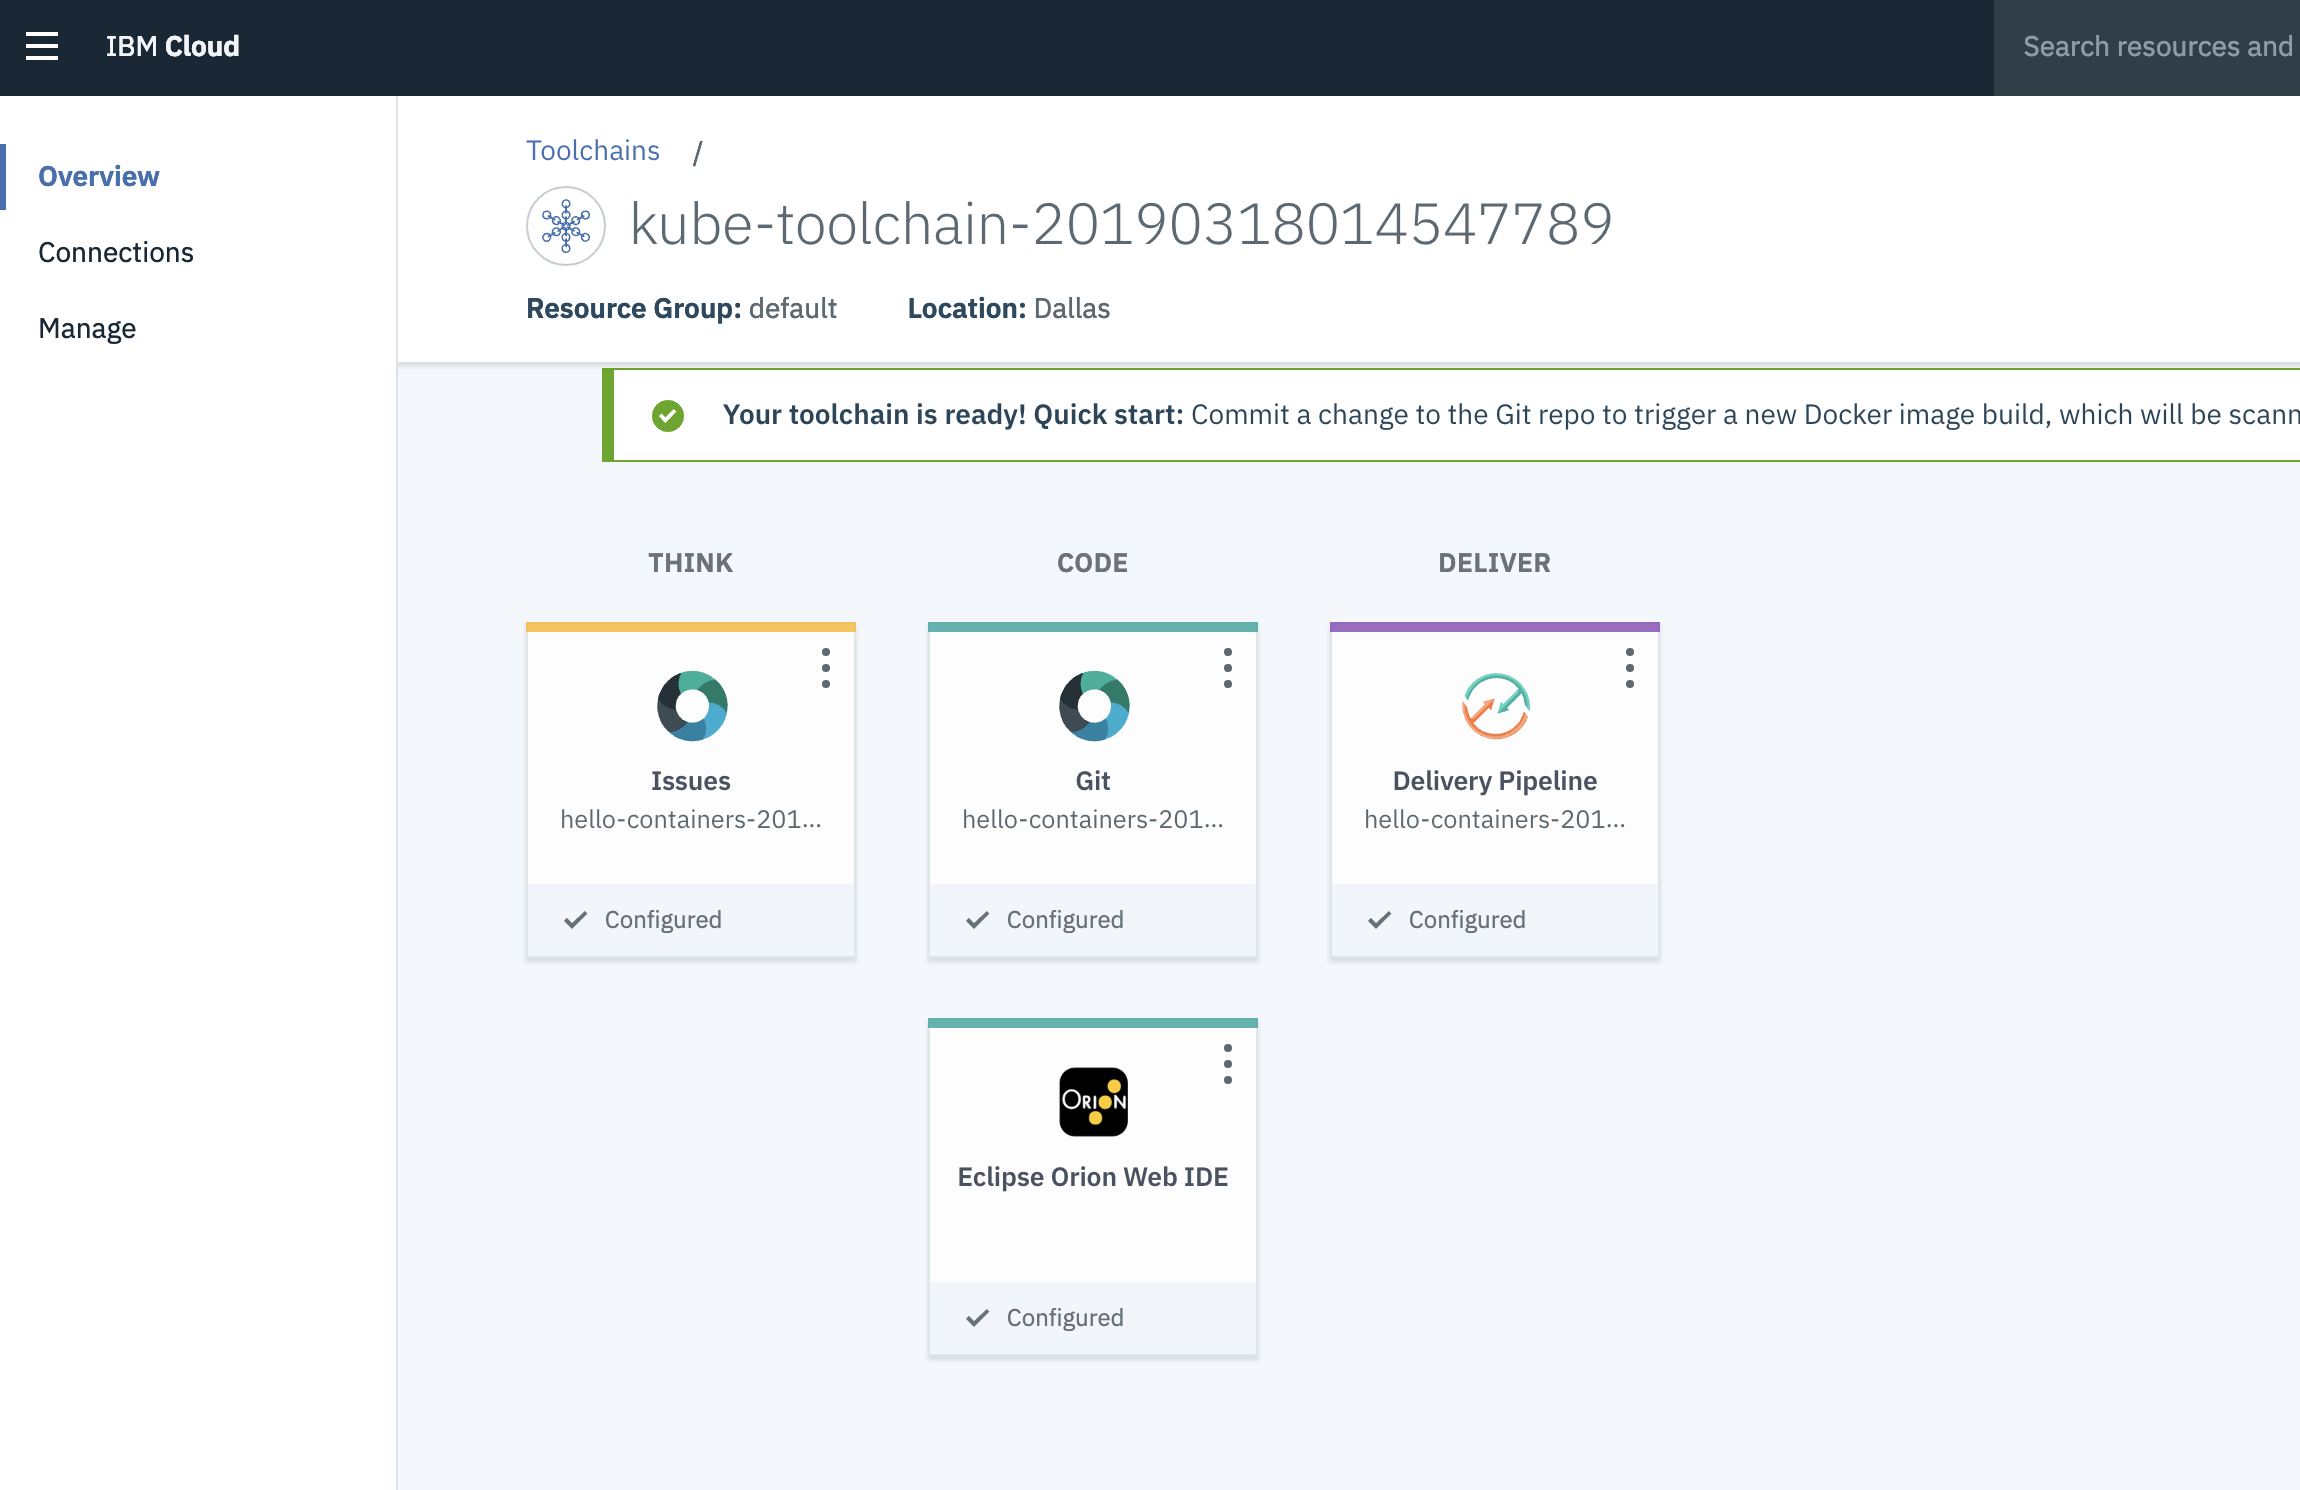 IBM Cloud
Search resources and
Overview
Connections
Manage
Toolchains /
kube-toolchain-20190318014547789
Resource Group: default Location: Dallas
Your toolchain is ready! Quick start: Commit a change to the Git repo to trigger a new Docker image build, which will be scann
THINK
CODE
DELIVER
Issues
hello-containers-201...
Configured
Git
hello-containers-201...
Configured
Delivery Pipeline
hello-containers-201...
Configured
ORION
Eclipse Orion Web IDE
Configured